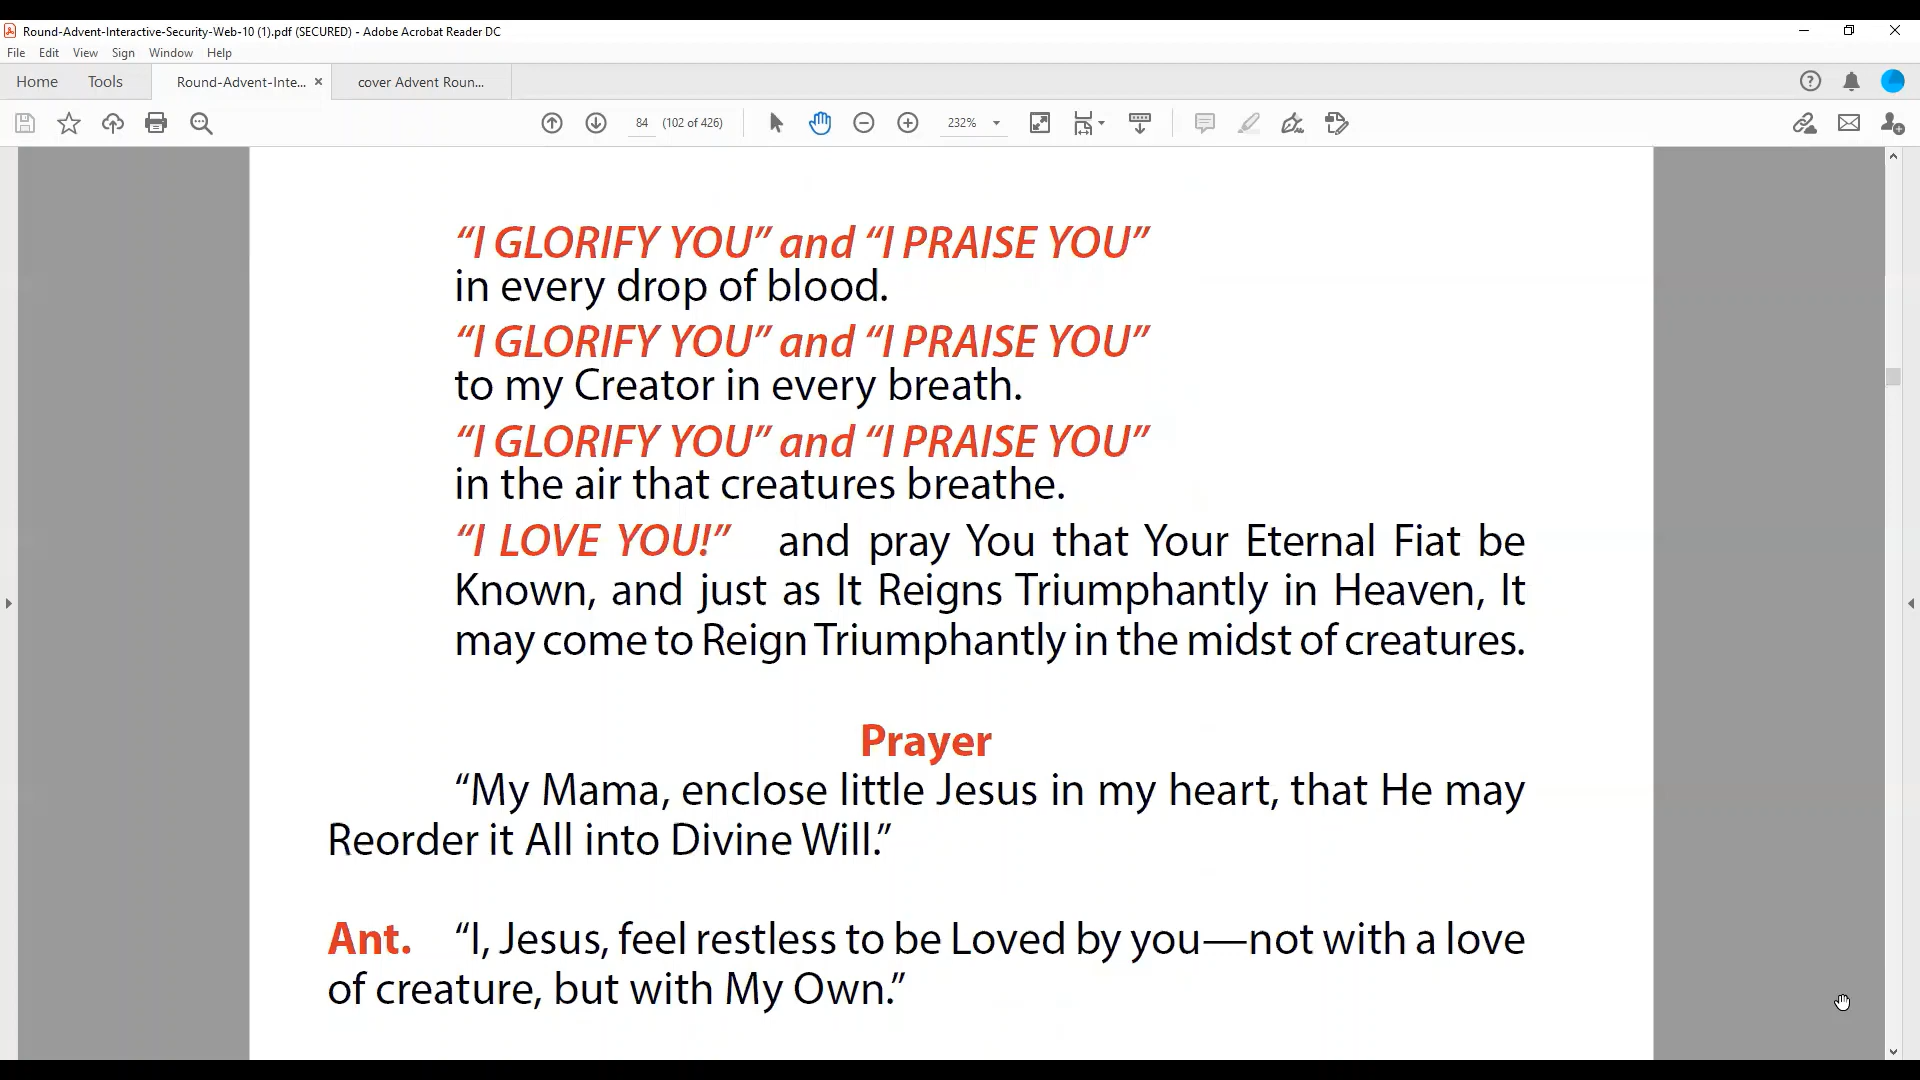 Round-Advent-Interactive-Security-Web-10 (1).pdf (SECURED) - Adobe Acrobat Reader DC
File Edit View Sign Window Help
Home Tools Round-Advent-Inte... × cover Advent Roun...
84 (102 of 426) 232%
“I GLORIFY YOU” and “I PRAISE YOU”
in every drop of blood.
“I GLORIFY YOU” and “I PRAISE YOU”
to my Creator in every breath.
“I GLORIFY YOU” and “I PRAISE YOU”
in the air that creatures breathe.
“I LOVE YOU!” and pray You that Your Eternal Fiat be
Known, and just as It Reigns Triumphantly in Heaven, It
may come to Reign Triumphantly in the midst of creatures.
Prayer
“My Mama, enclose little Jesus in my heart, that He may
Reorder it All into Divine Will.”
Ant. “I, Jesus, feel restless to be Loved by you—not with a love
of creature, but with My Own.”